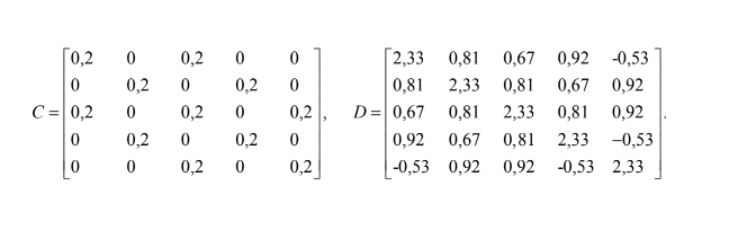 0,2 0 0,2 0 0 2,33 0,81 0,67 0,92 -0,53
0 0,2 0 0,2 0 0,81 2,33 0,81 0,67 0,92
C = 0,2 0 0,2 0 0,2 , D = 0,67 0,81 2,33 0,81 0,92 .
0 0,2 0 0,2 0 0,92 0,67 0,81 2,33 −0,53
0 0 0,2 0 0,2 -0,53 0,92 0,92 -0,53 2,33